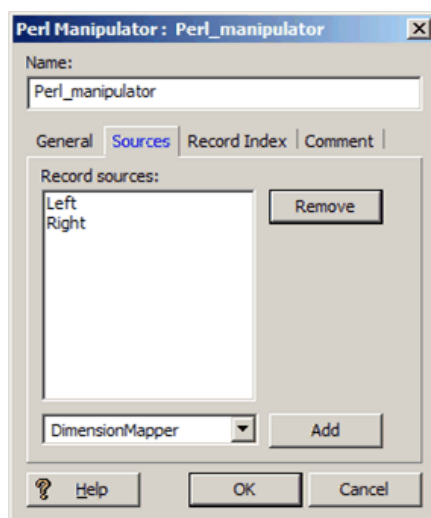 Perl Manipulator : Perl_manipulator
Name:
Perl_manipulator
General Sources Record Index Comment
Record sources:
Left
Right
Remove
DimensionMapper
Add
Help OK Cancel